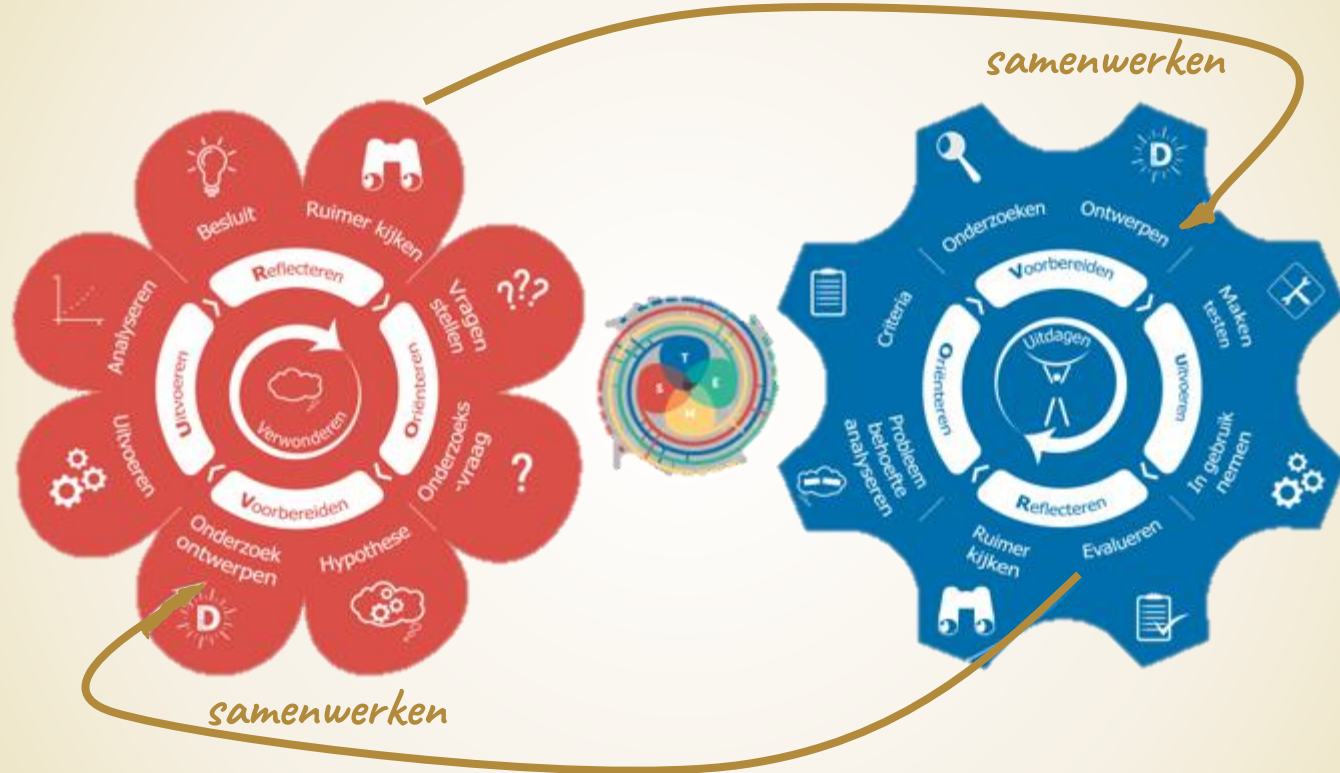 samenwerken
Besluit
Ruimer kijken
Vragen
stellen
???
Onderzoeks
-vraag
?
Hypothese
Onderzoek
ontwerpen
D
Uitvoeren
Analyseren
Reflecteren
Oriënteren
Voorbereiden
Uitvoeren
Verwonderen
T
E
M
S
Onderzoeken
Ontwerpen
D
Maken
testen
In gebruik
nemen
Evalueren
Ruimer
kijken
Probleem
behoefte
analyseren
Criteria
Voorbereiden
Uitvoeren
Reflecteren
Oriënteren
Uitdagen
samenwerken